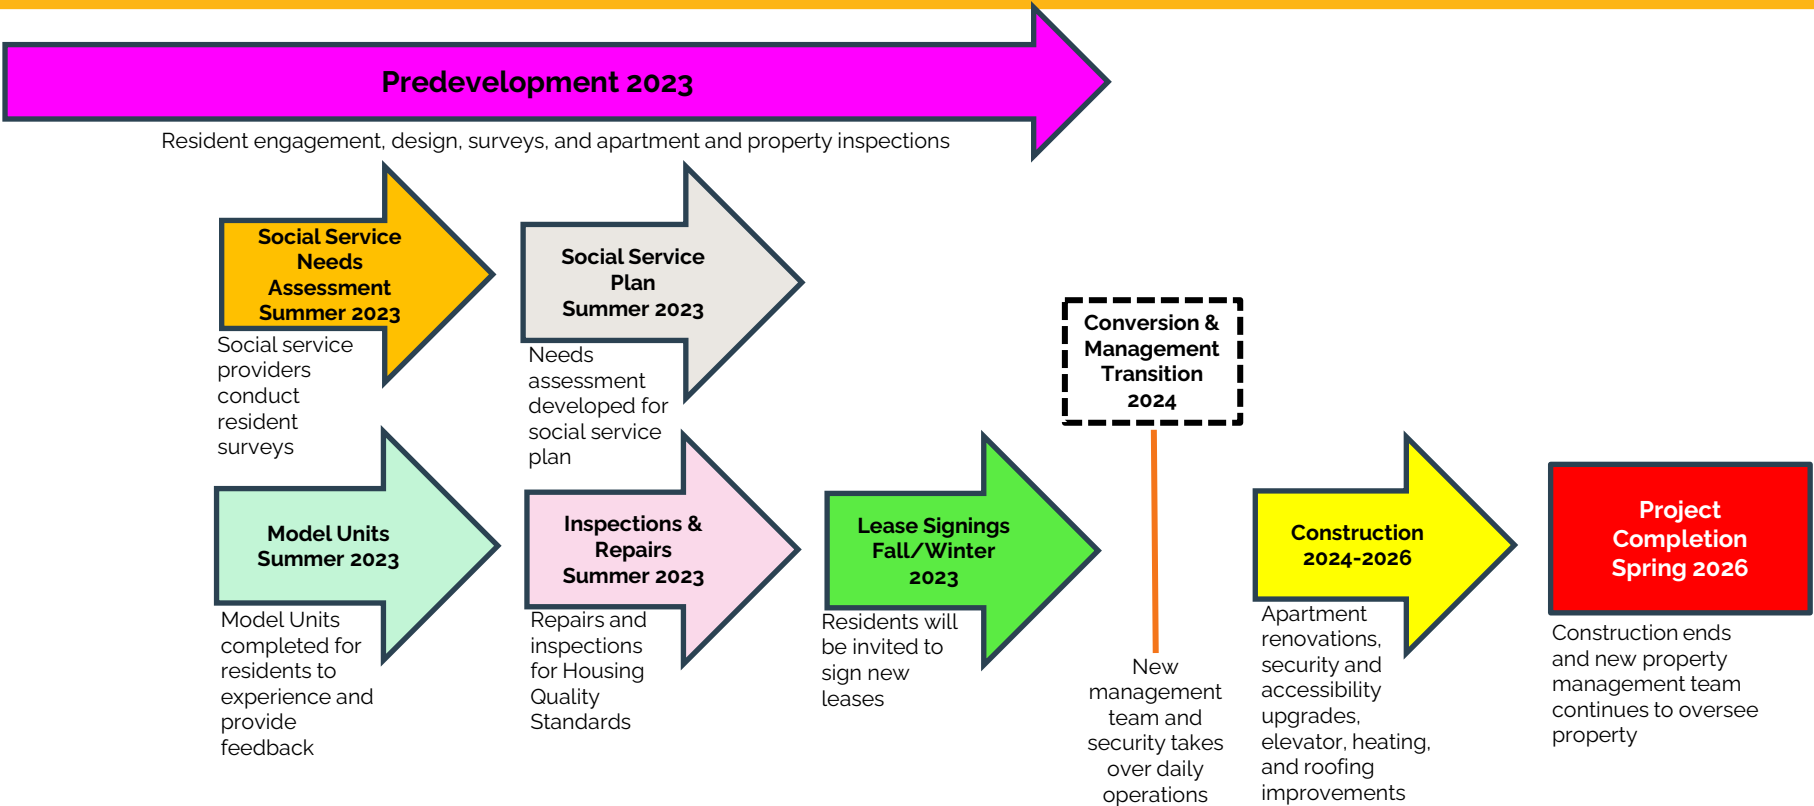 Predevelopment 2023
Resident engagement, design, surveys, and apartment and property inspections
Social Service
Needs
Assessment
Summer 2023
Social service
providers
conduct
resident
surveys
Social Service
Plan
Summer 2023
Needs
assessment
developed for
social service
plan
Conversion &
Management
Transition
2024
New
management
team and
security takes
over daily
operations
Model Units
Summer 2023
Model Units
completed for
residents to
experience and
provide
feedback
Inspections &
Repairs
Summer 2023
Repairs and
inspections
for Housing
Quality
Standards
Lease Signings
Fall/Winter
2023
Residents will
be invited to
sign new
leases
Construction
2024-2026
Apartment
renovations,
security and
accessibility
upgrades,
elevator, heating,
and roofing
improvements
Project
Completion
Spring 2026
Construction ends
and new property
management team
continues to oversee
property